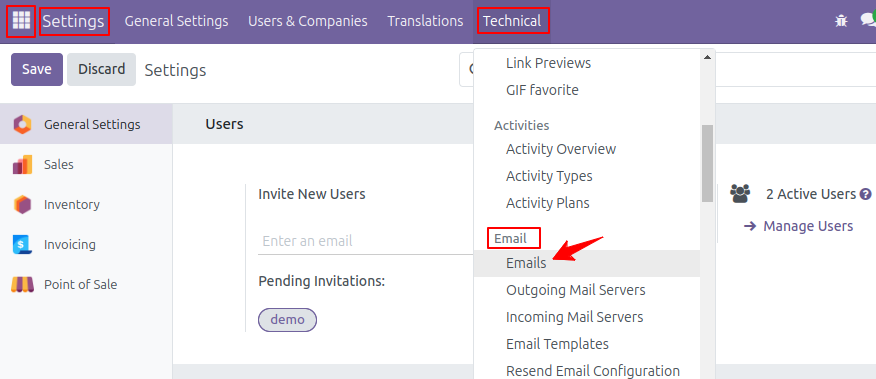 Settings General Settings Users & Companies Translations Technical
Save Discard Settings
Link Previews
GIF favorite
General Settings
Users
Activities
Activity Overview
Sales
Activity Types
Invite New Users
2 Active Users ?
Inventory
Activity Plans
Manage Users
Enter an email
Email
Invoicing
Emails
Point of Sale
Pending Invitations:
Outgoing Mail Servers
demo
Incoming Mail Servers
Email Templates
Resend Email Configuration